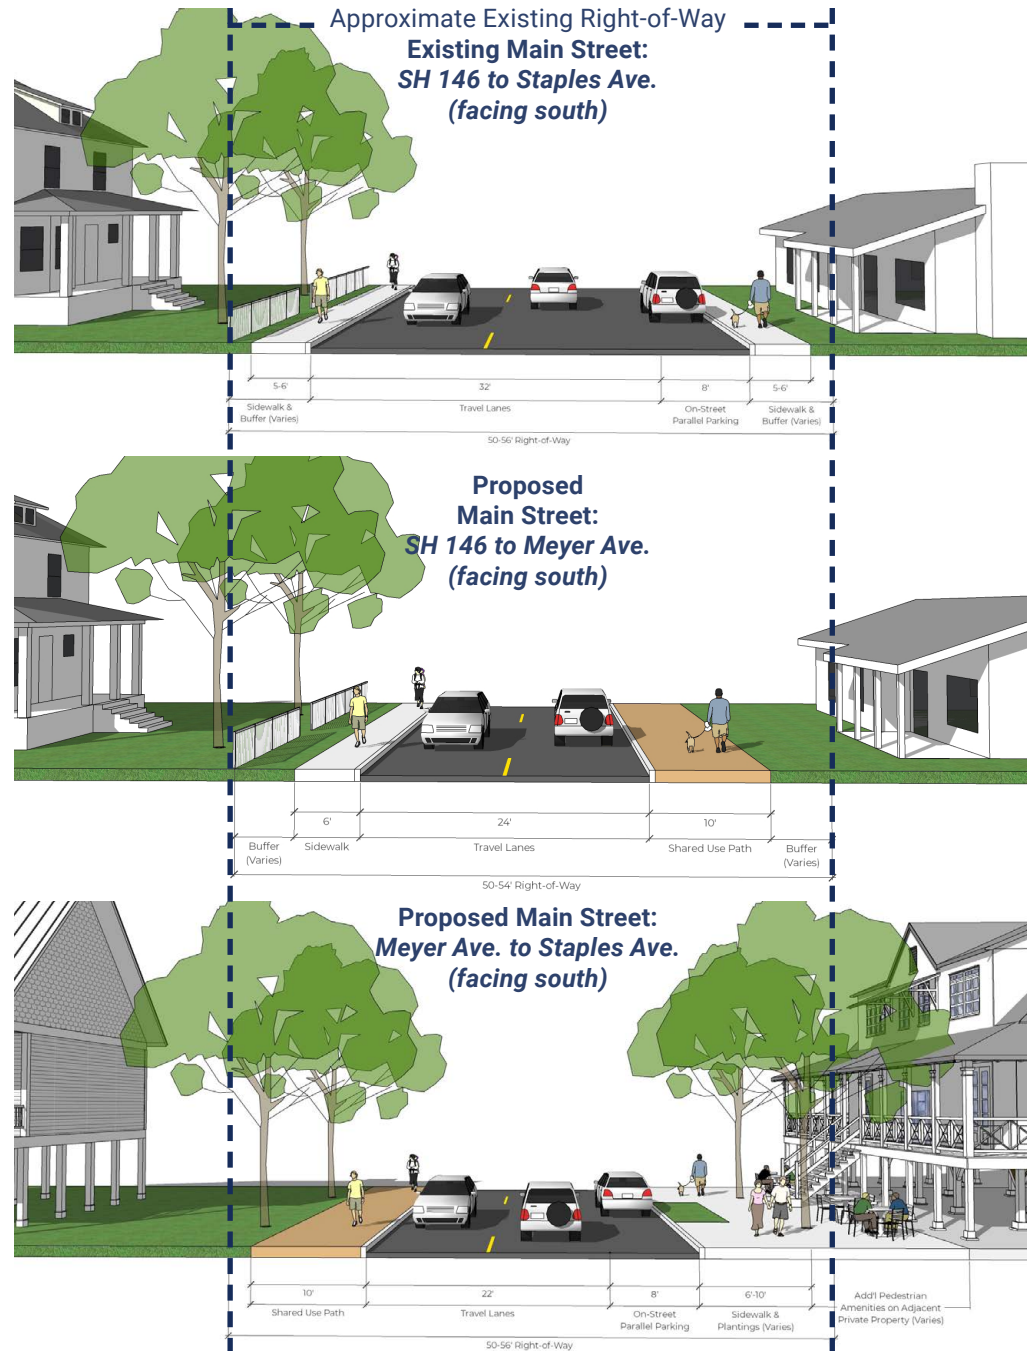 Approximate Existing Right-of-Way
Existing Main Street:
SH 146 to Staples Ave.
(facing south)
5-6'
32'
8'
5-6'
Sidewalk &
Buffer (Varies)
Travel Lanes
On-Street
Parallel Parking
Sidewalk &
Buffer (Varies)
50-56' Right-of-Way
Proposed
Main Street:
SH 146 to Meyer Ave.
(facing south)
6'
24'
10'
Buffer
(Varies)
Sidewalk
Travel Lanes
Shared Use Path
Buffer
(Varies)
50-54' Right-of-Way
Proposed Main Street:
Meyer Ave. to Staples Ave.
(facing south)
10'
22'
8'
6'-10'
Shared Use Path
Travel Lanes
On-Street
Parallel Parking
Sidewalk &
Plantings (Varies)
Add'l Pedestrian
Amenities on Adjacent
Private Property (Varies)
50-56' Right-of-Way